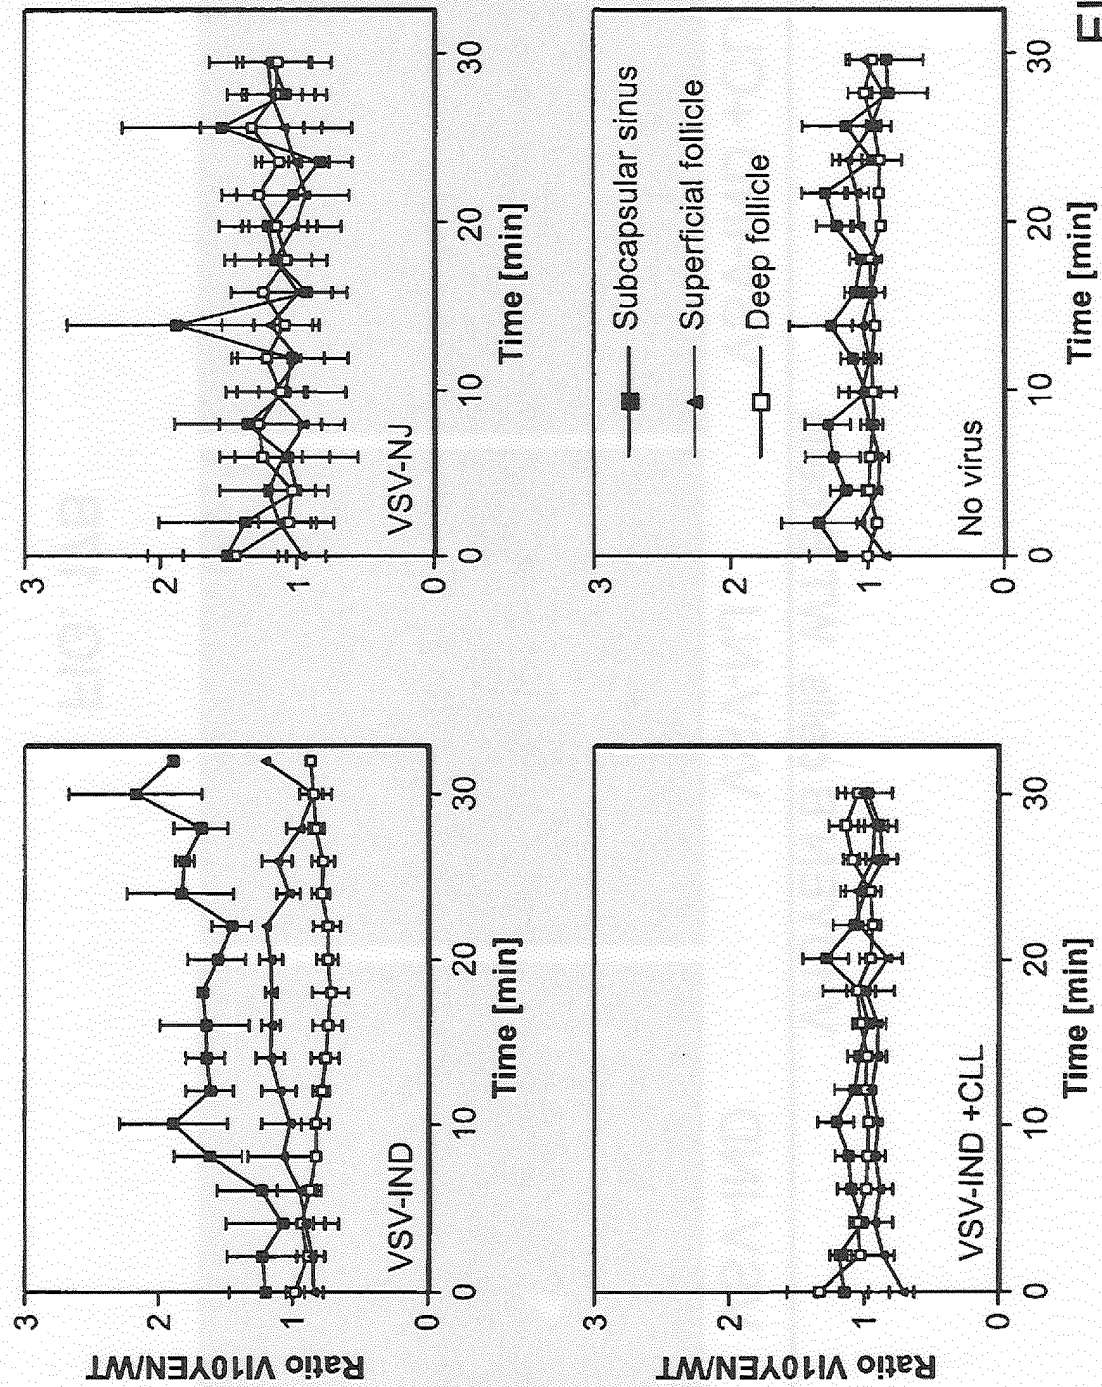 Ratio VI10YEN/WT
3
2
1
0
VSV-IND
0
10
20
30
Time [min]
3
2
1
0
VSV-NJ
0
10
20
30
Time [min]
Ratio VI10YEN/WT
3
2
1
0
VSV-IND +CLL
0
10
20
30
Time [min]
3
2
1
0
Subcapsular sinus
Superficial follicle
Deep follicle
No virus
0
10
20
30
Time [min]